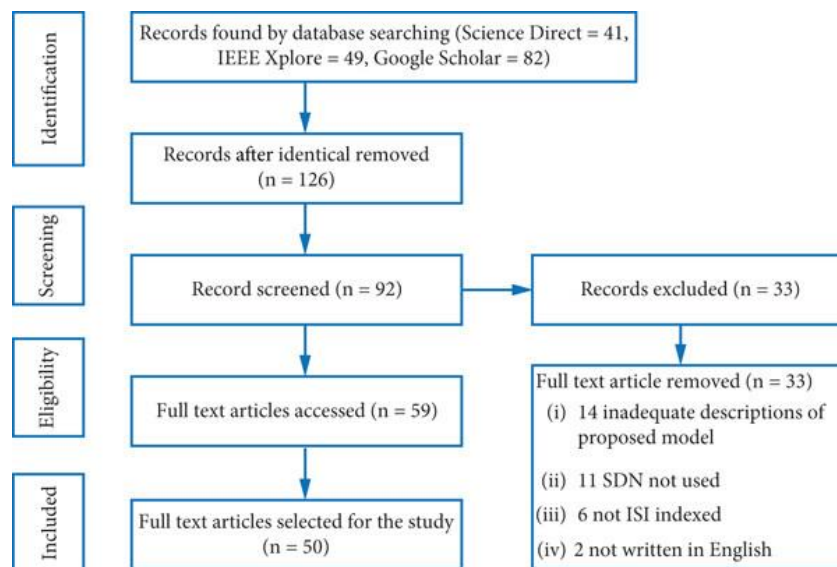 Identification
Records found by database searching (Science Direct = 41,
IEEE Xplore = 49, Google Scholar = 82)
Records after identical removed
(n = 126)
Screening
Record screened (n = 92)
Records excluded (n = 33)
Eligibility
Full text articles accessed (n = 59)
Full text article removed (n = 33)
(i) 14 inadequate descriptions of
proposed model
(ii) 11 SDN not used
(iii) 6 not ISI indexed
(iv) 2 not written in English
Included
Full text articles selected for the study
(n = 50)